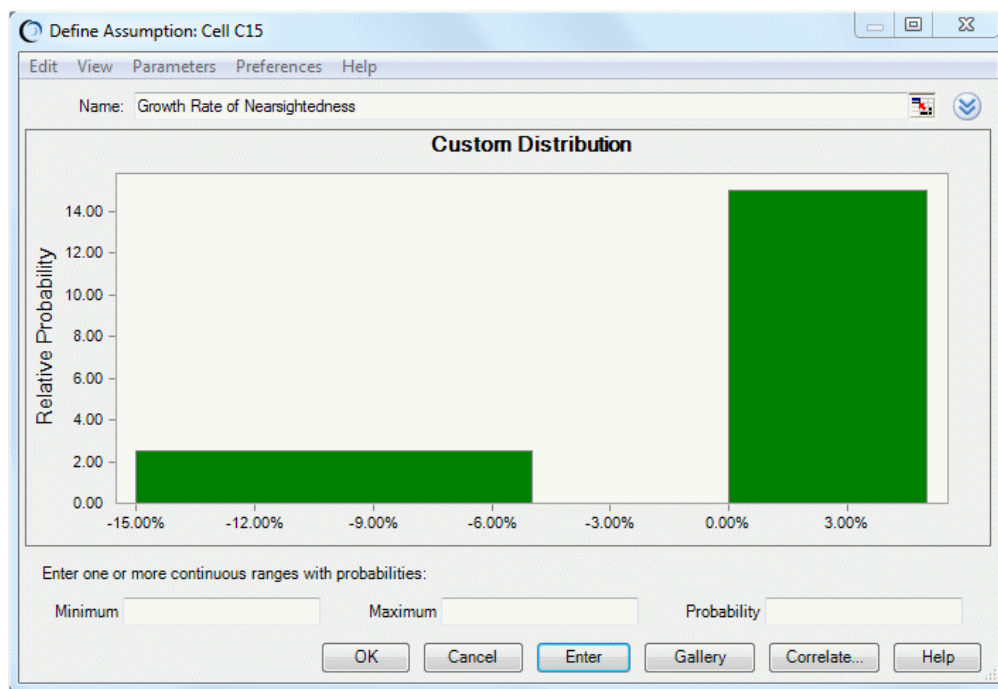 Define Assumption: Cell C15
Edit View Parameters Preferences Help
Name: Growth Rate of Nearsightedness
Custom Distribution
Relative Probability
14.00
12.00
10.00
8.00
6.00
4.00
2.00
0.00
-15.00% -12.00% -9.00% -6.00% -3.00% 0.00% 3.00%
Enter one or more continuous ranges with probabilities:
Minimum Maximum Probability
OK Cancel Enter Gallery Correlate... Help